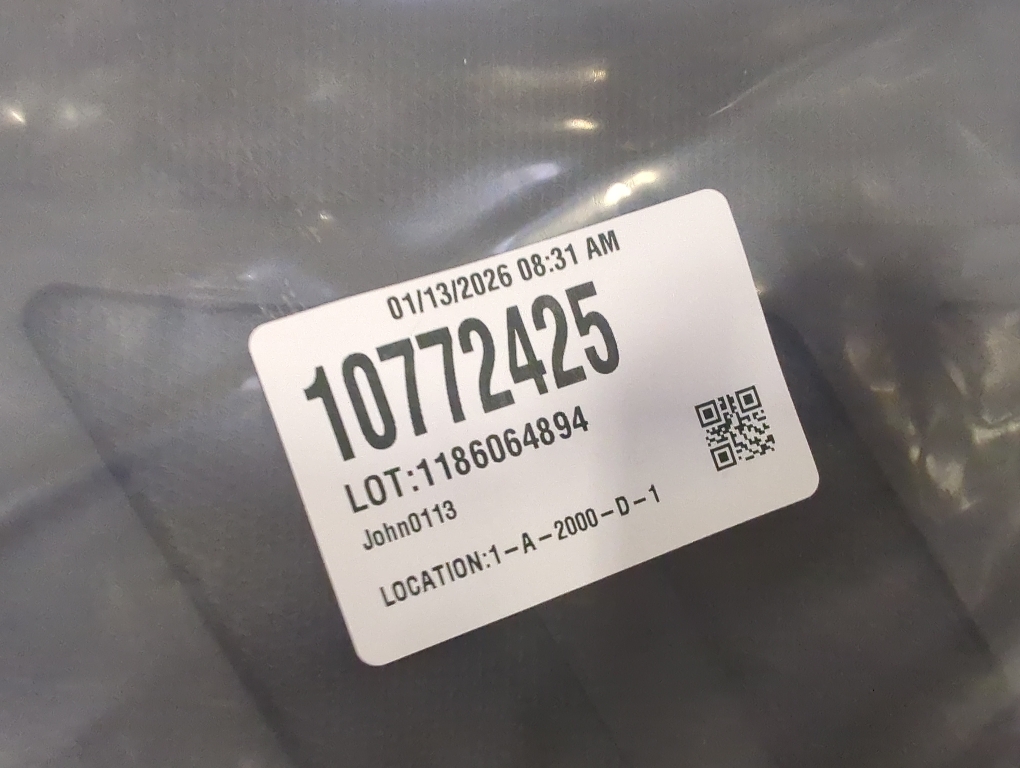 01/13/2026 08:31 AM
10772425
LOT:1186064894
John0113
LOCATION:1-A-2000-D-1